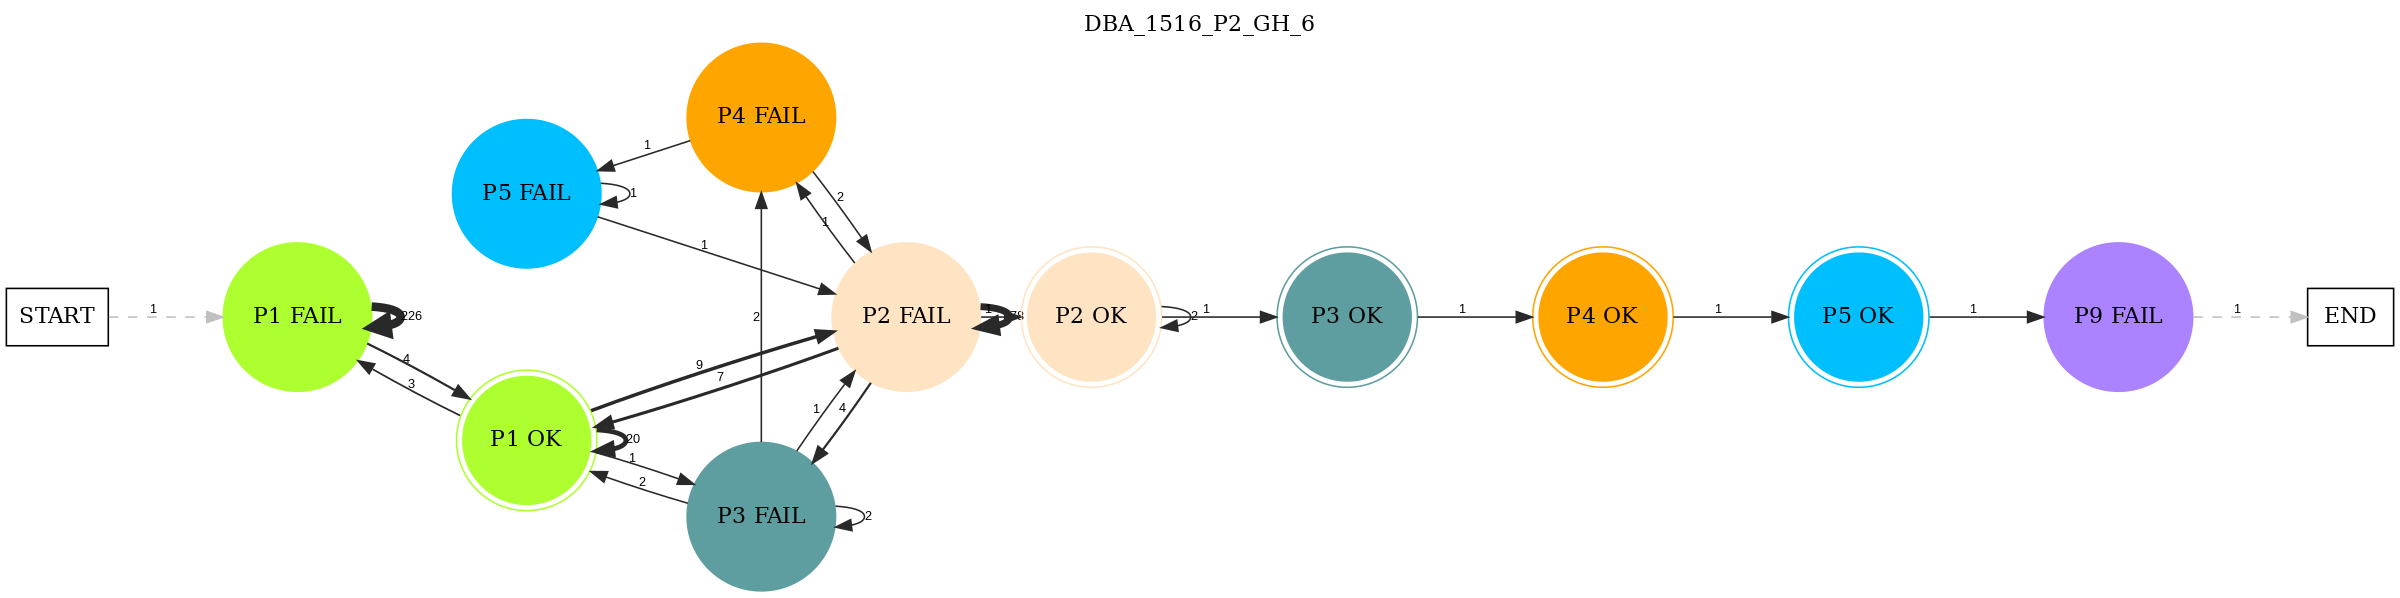 DBA_1516_P2_GH_6
P4 FAIL
1
P5 FAIL
1
2
1
1
2
START
1
P1 FAIL
226
P2 FAIL
1
P2 OK
2
1
P3 OK
1
P4 OK
1
P5 OK
1
P9 FAIL
1
END
4
3
9
7
1
4
P1 OK
20
1
2
P3 FAIL
2